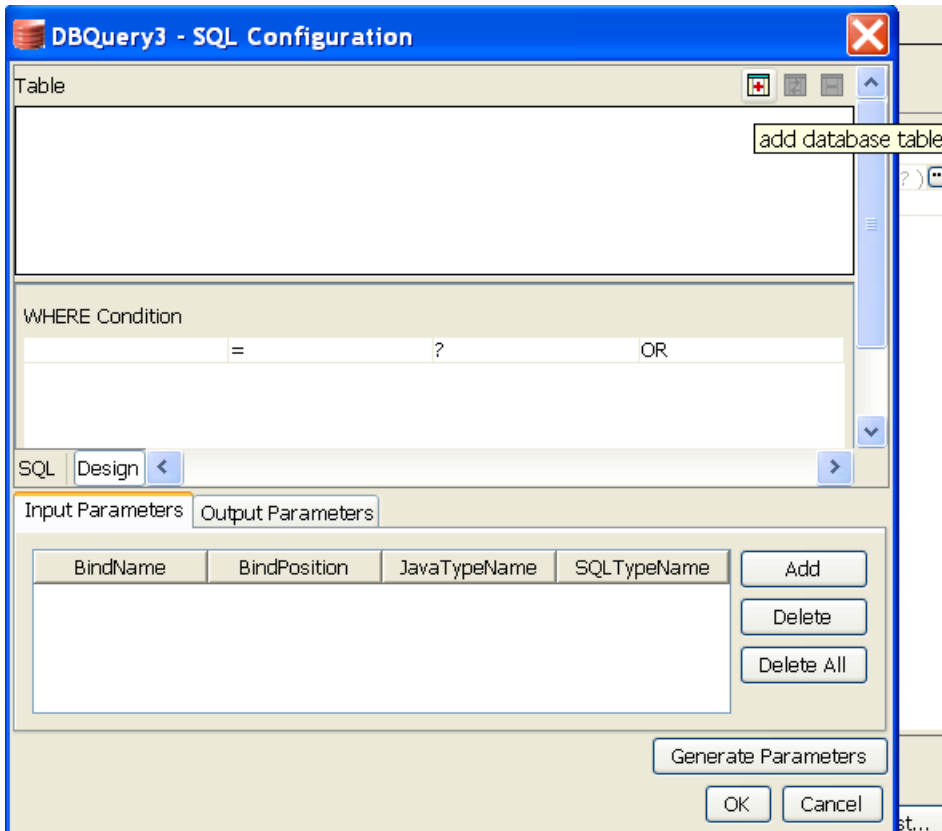 DBQuery3 - SQL Configuration
Table
add database table
? )
WHERE Condition
= ? OR
SQL Design
Input Parameters Output Parameters
BindName BindPosition JavaTypeName SQLTypeName Add
Delete
Delete All
Generate Parameters
OK Cancel
st...